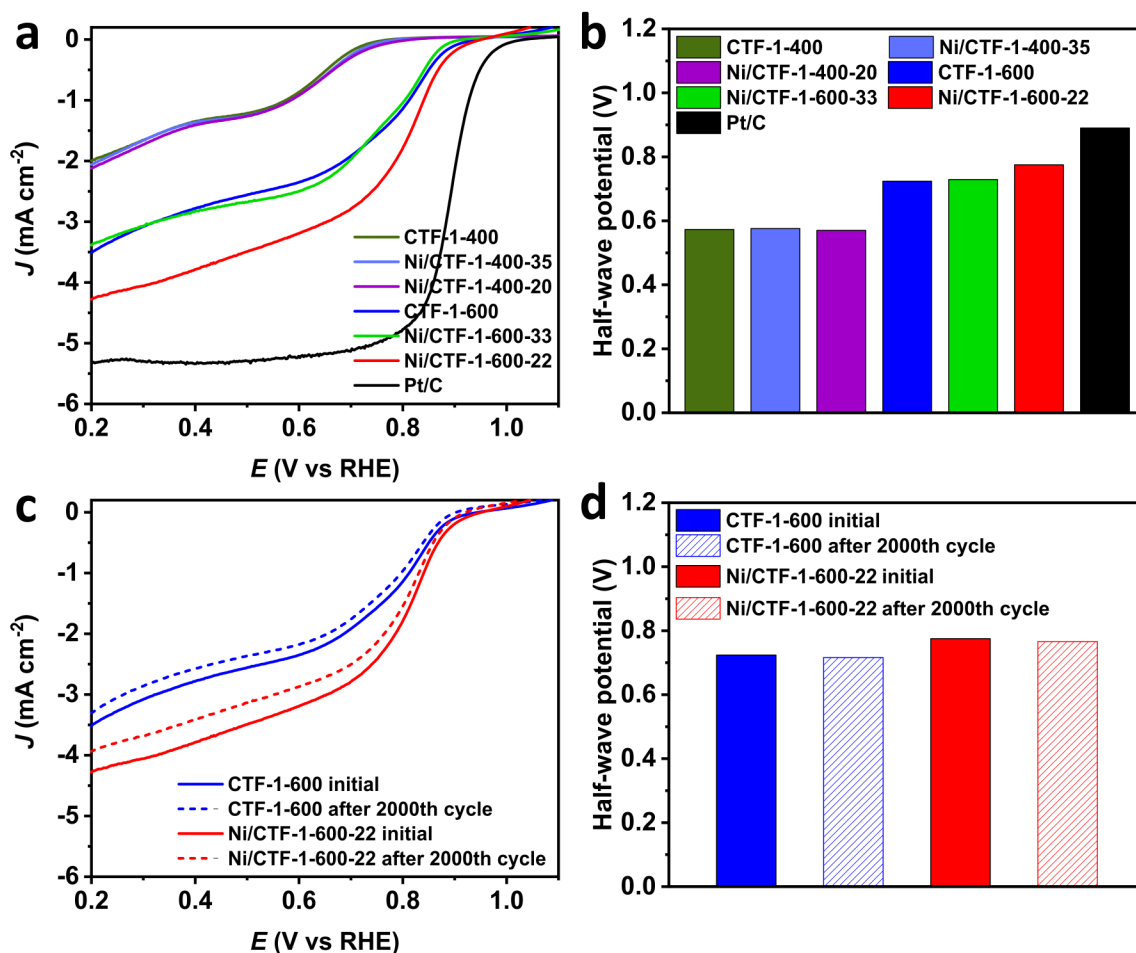 a
0
-1
-2
-3
-4
-5
-6
J (mA cm-2)
CTF-1-400
Ni/CTF-1-400-35
Ni/CTF-1-400-20
CTF-1-600
Ni/CTF-1-600-33
Ni/CTF-1-600-22
Pt/C
0.2 0.4 0.6 0.8 1.0
E (V vs RHE)
b
1.2
1.0
0.8
0.6
0.4
0.2
0.0
Half-wave potential (V)
CTF-1-400 Ni/CTF-1-400-35
Ni/CTF-1-400-20 CTF-1-600
Ni/CTF-1-600-33 Ni/CTF-1-600-22
Pt/C
c
0
-1
-2
-3
-4
-5
-6
J (mA cm-2)
CTF-1-600 initial
CTF-1-600 after 2000th cycle
Ni/CTF-1-600-22 initial
Ni/CTF-1-600-22 after 2000th cycle
0.2 0.4 0.6 0.8 1.0
E (V vs RHE)
d
1.2
1.0
0.8
0.6
0.4
0.2
0.0
Half-wave potential (V)
CTF-1-600 initial
CTF-1-600 after 2000th cycle
Ni/CTF-1-600-22 initial
Ni/CTF-1-600-22 after 2000th cycle